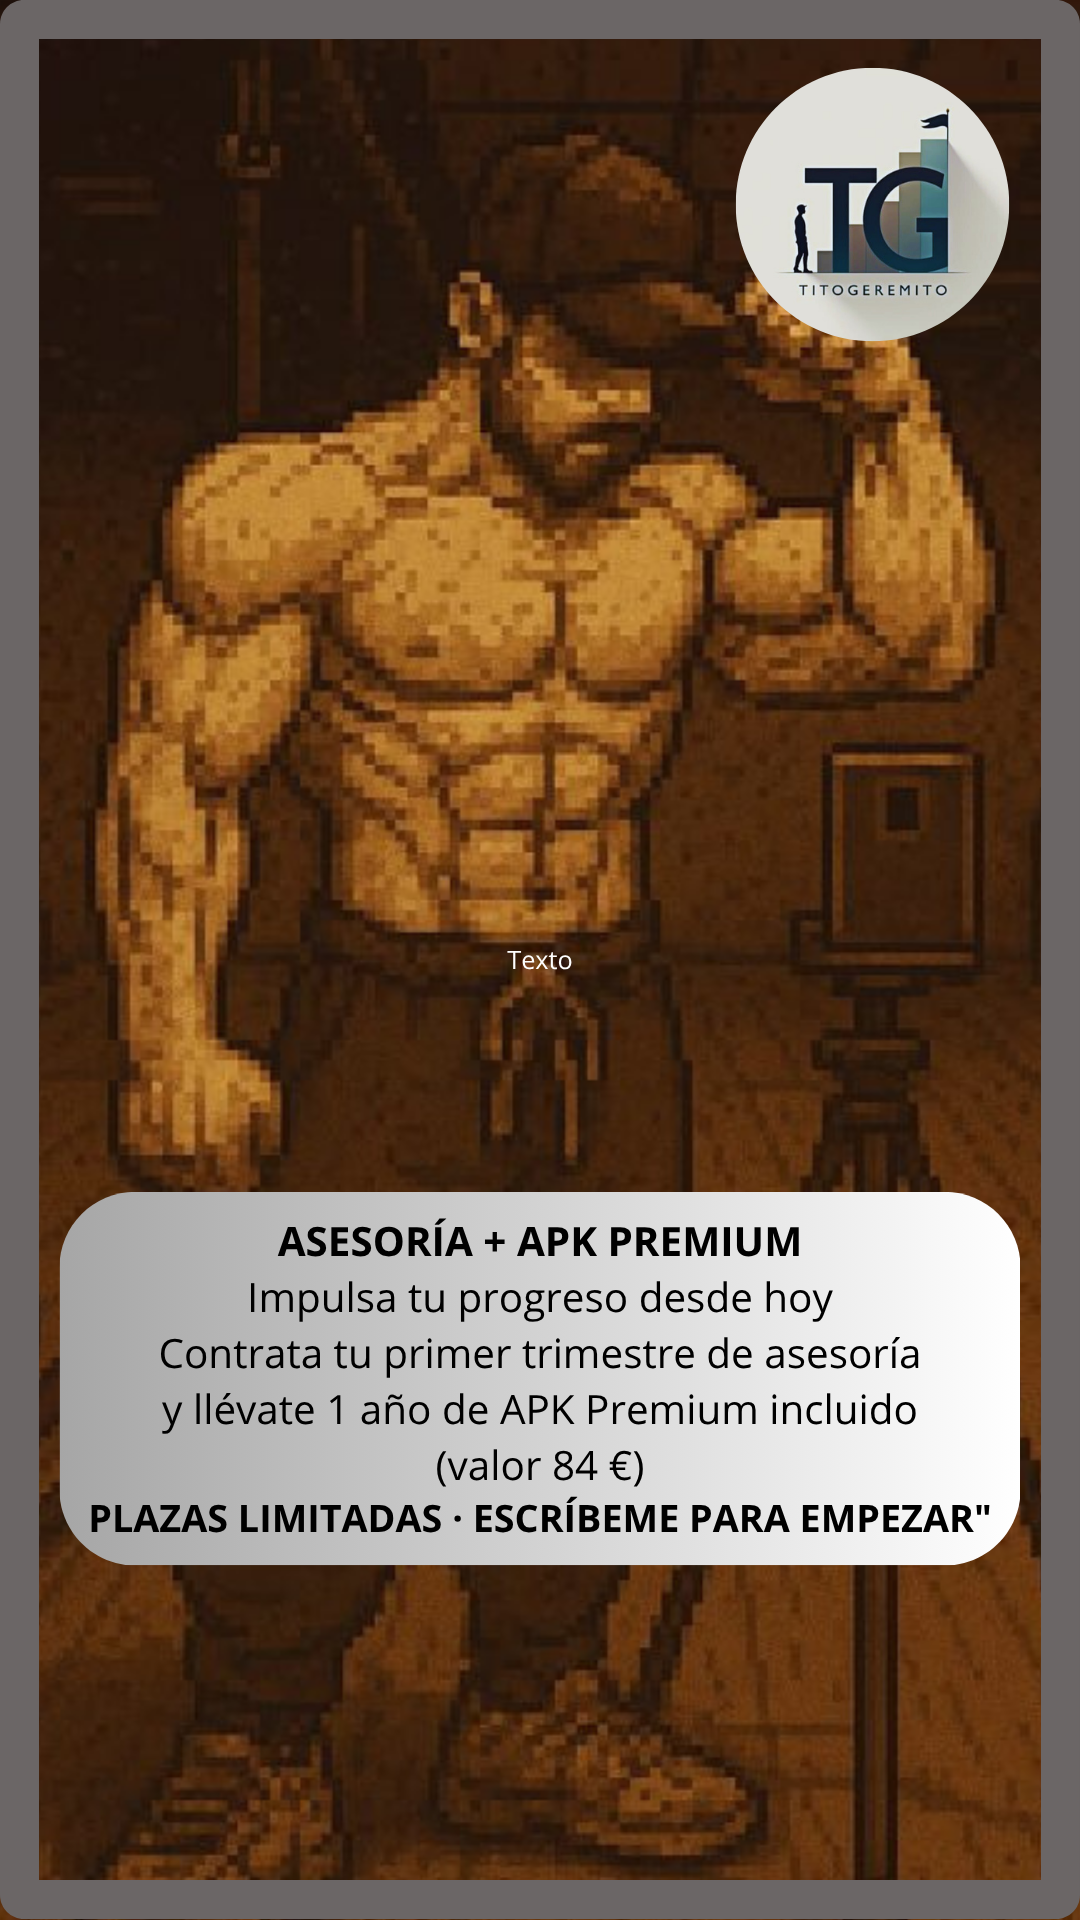 TG
TITOGEREMITO
Texto
ASESORÍA + APK PREMIUM
Impulsa tu progreso desde hoy
Contrata tu primer trimestre de asesoría
y llévate 1 año de APK Premium incluido
(valor 84 €)
PLAZAS LIMITADAS · ESCRÍBEME PARA EMPEZAR"